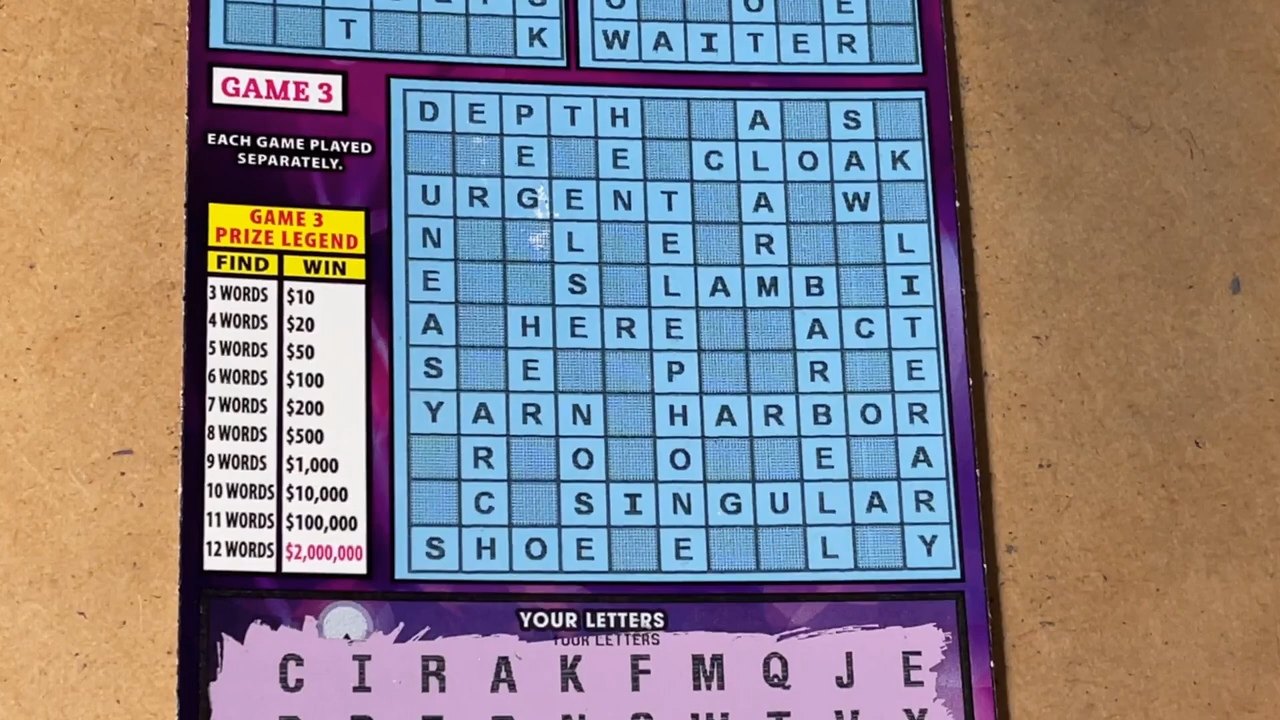 T K
W A I T E R
GAME 3
EACH GAME PLAYED
SEPARATELY.
GAME 3
PRIZE LEGEND
FIND WIN
3 WORDS $10
4 WORDS $20
5 WORDS $50
6 WORDS $100
7 WORDS $200
8 WORDS $500
9 WORDS $1,000
10 WORDS $10,000
11 WORDS $100,000
12 WORDS $2,000,000
D E P T H A S
E E C L O A K
U R G E N T A W
N L E R L
E S L A M B I
A H E R E A C T
S E P R E
Y A R N H A R B O R
R O O E A
C S I N G U L A R
S H O E E L Y
YOUR LETTERS
YOUR LETTERS
C I R A K F M Q J E